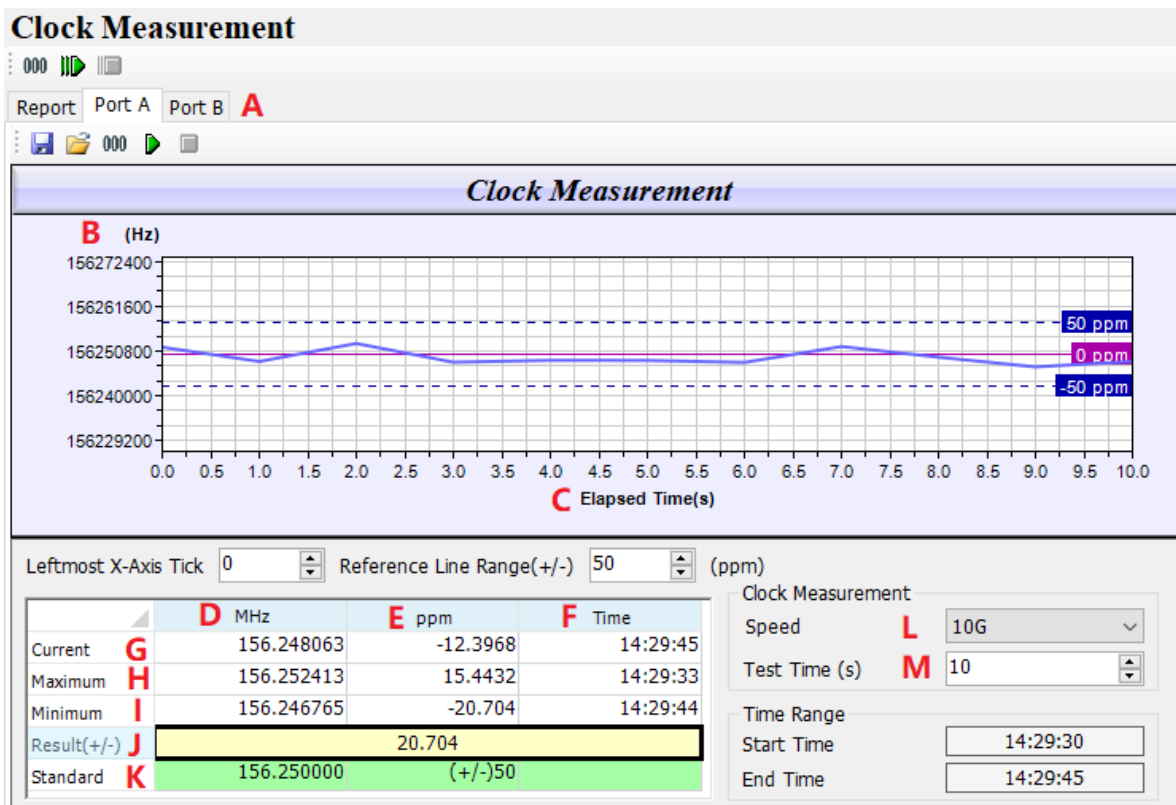 Clock Measurement
000
Report Port A Port B A
000
Clock Measurement
B (Hz)
156272400
156261600
50 ppm
156250800
0 ppm
-50 ppm
156240000
156229200
0.0 0.5 1.0 1.5 2.0 2.5 3.0 3.5 4.0 4.5 5.0 5.5 6.0 6.5 7.0 7.5 8.0 8.5 9.0 9.5 10.0
C Elapsed Time(s)
Leftmost X-Axis Tick 0 Reference Line Range(+/-) 50 (ppm)
D MHz E ppm F Time
Current G 156.248063 -12.3968 14:29:45
Maximum H 156.252413 15.4432 14:29:33
Minimum I 156.246765 -20.704 14:29:44
Result(+/-) J 20.704
Standard K 156.250000 (+/-)50
Clock Measurement
Speed L 10G
Test Time (s) M 10
Time Range
Start Time 14:29:30
End Time 14:29:45